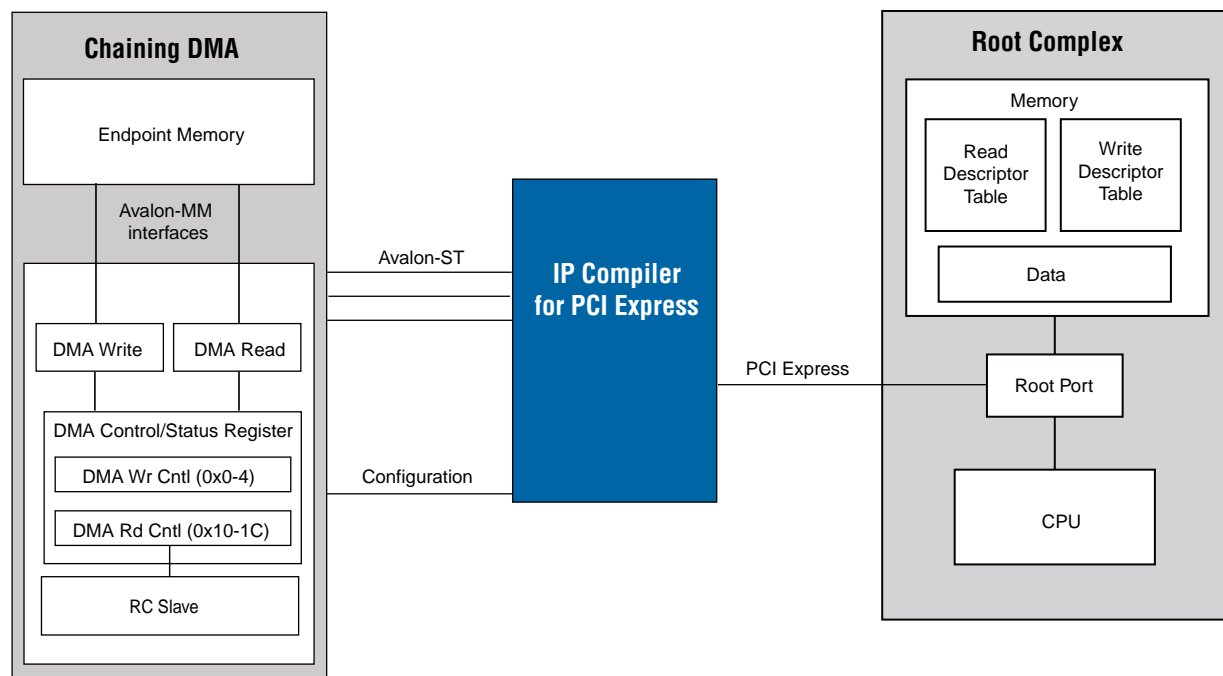 Chaining DMA
Endpoint Memory
Avalon-MM
interfaces
DMA Write
DMA Read
DMA Control/Status Register
DMA Wr Cntl (0x0-4)
DMA Rd Cntl (0x10-1C)
RC Slave
Avalon-ST
Configuration
IP Compiler
for PCI Express
PCI Express
Root Complex
Memory
Read
Descriptor
Table
Write
Descriptor
Table
Data
Root Port
CPU